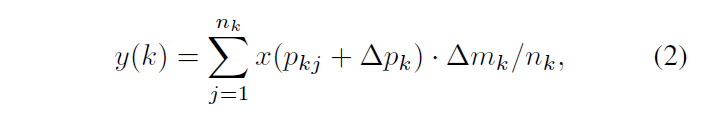 y(k) = \sum_{j=1}^{n_k} x(p_{kj} + \Delta p_k) \cdot \Delta m_k / n_k, (2)